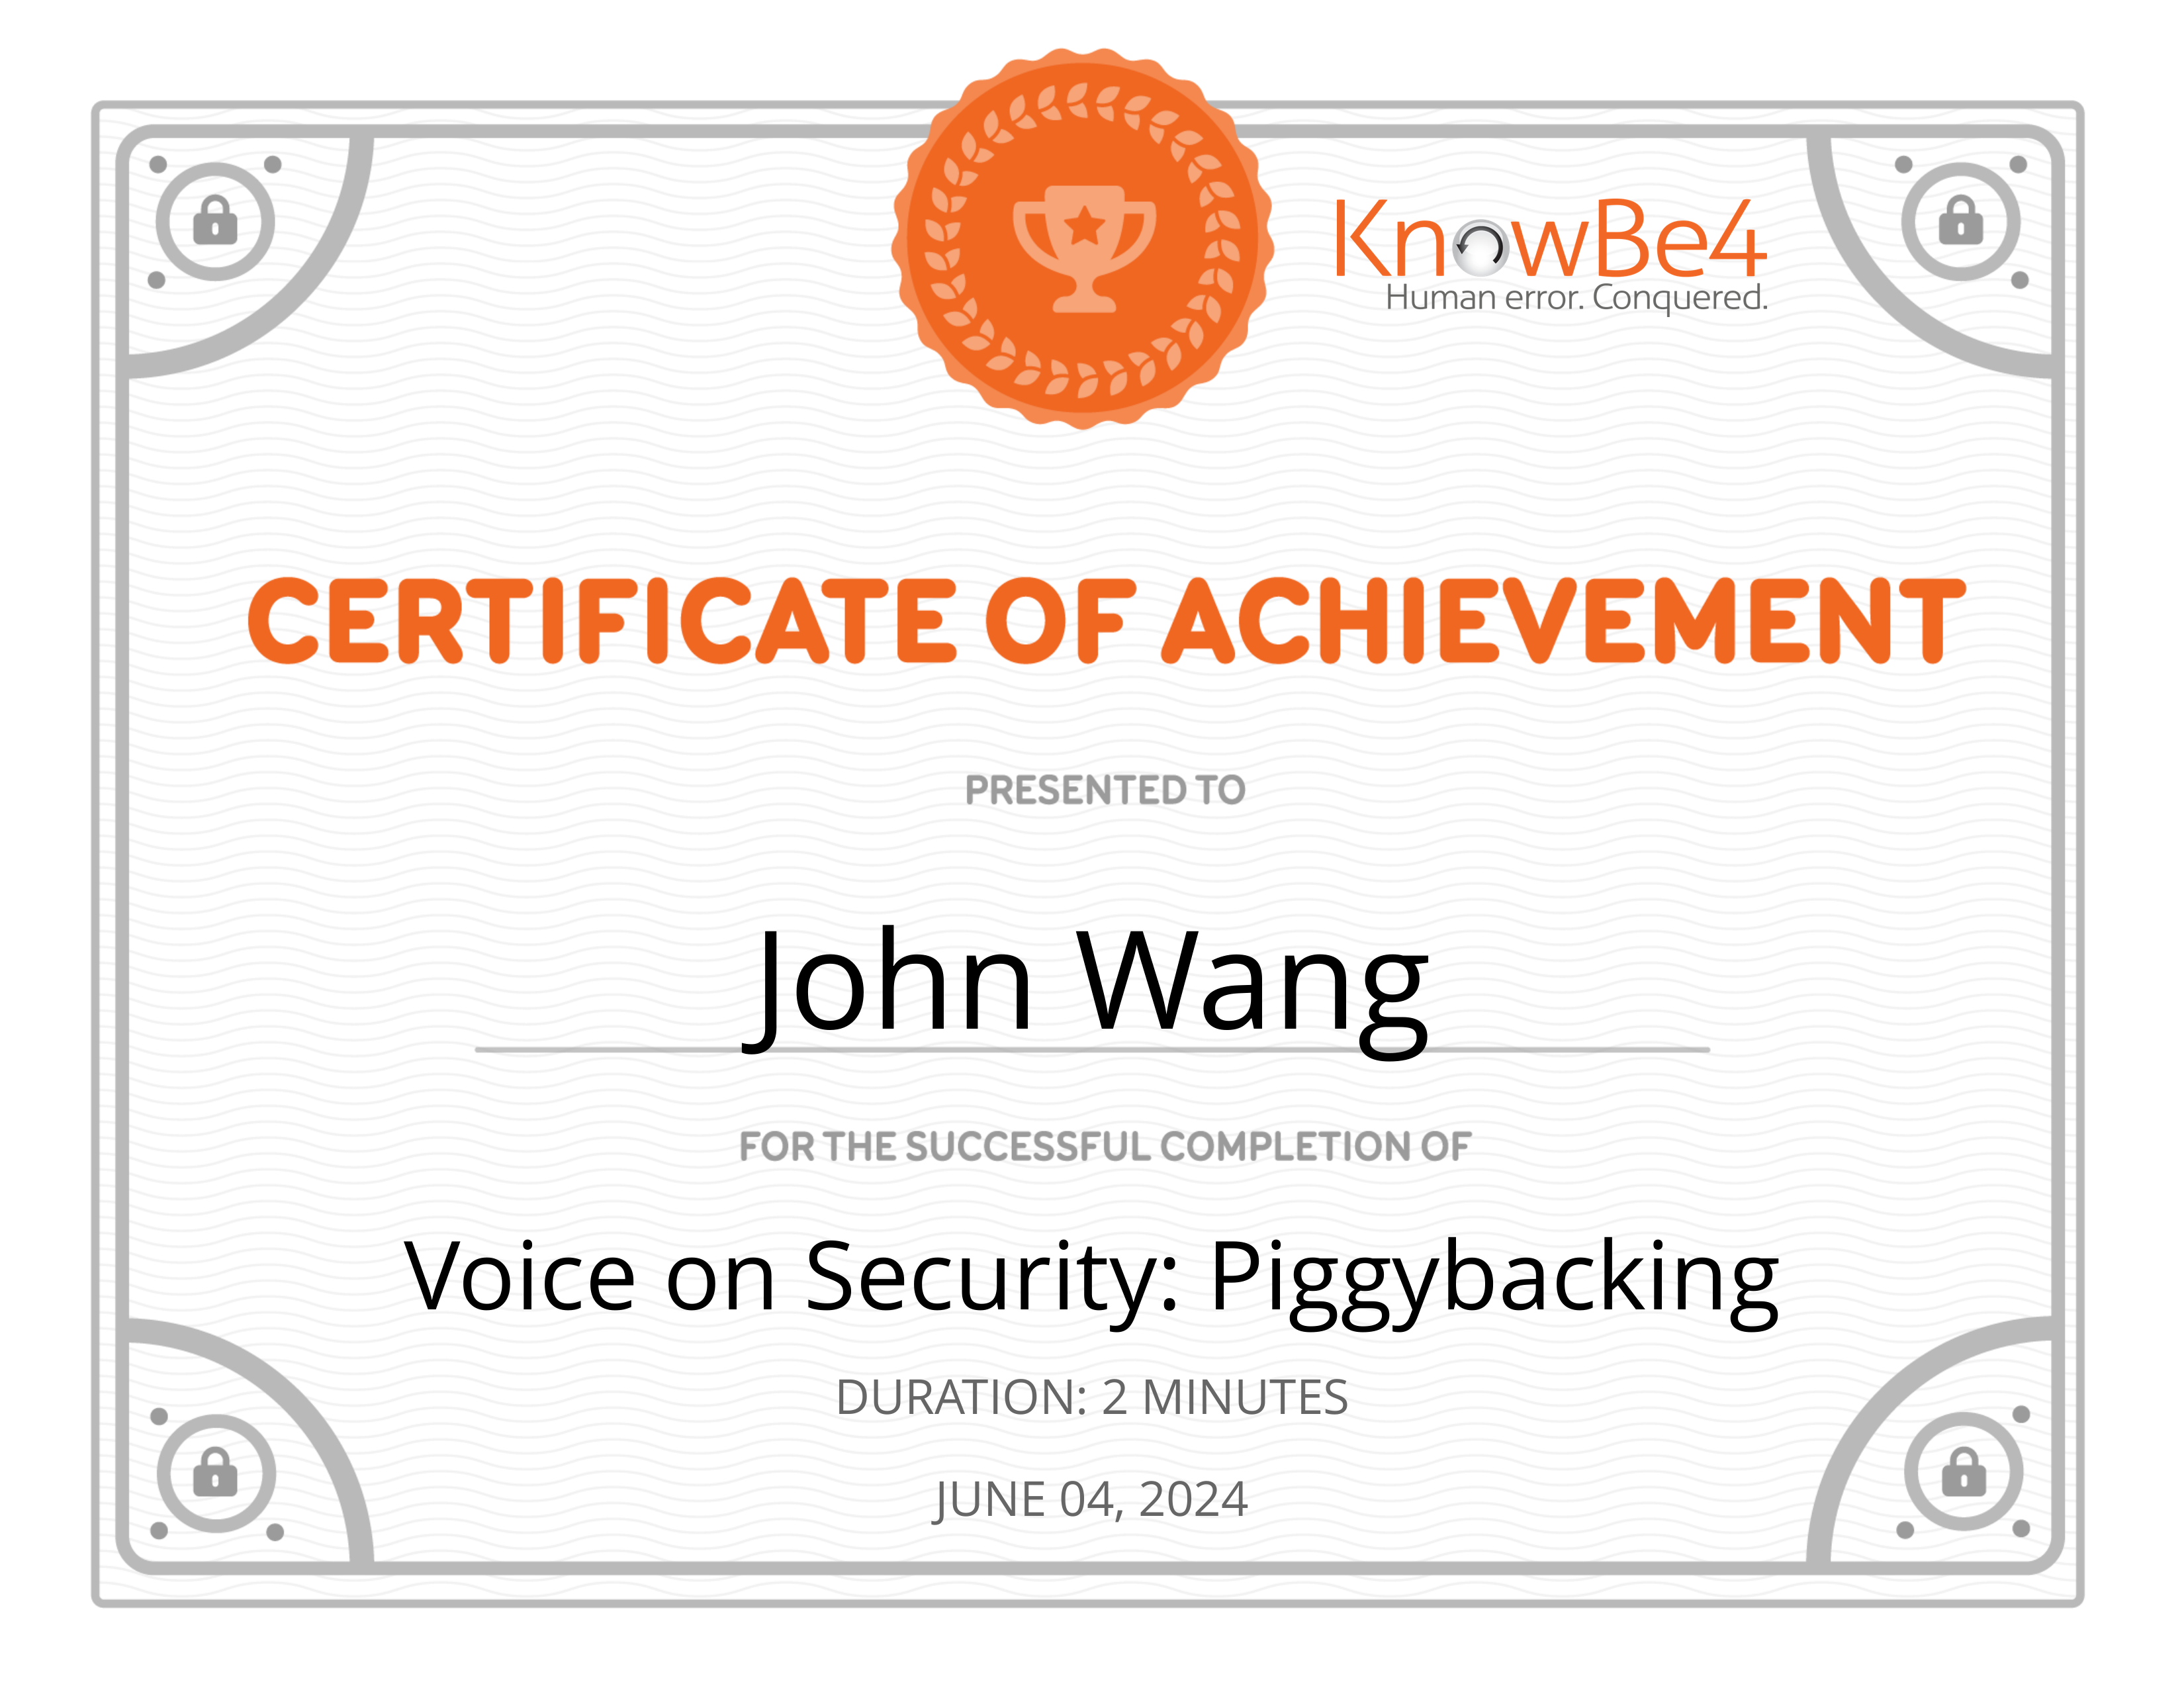 KnowBe4
Human error. Conquered.
CERTIFICATE OF ACHIEVEMENT
PRESENTED TO
John Wang
FOR THE SUCCESSFUL COMPLETION OF
Voice on Security: Piggybacking
DURATION: 2 MINUTES
JUNE 04, 2024